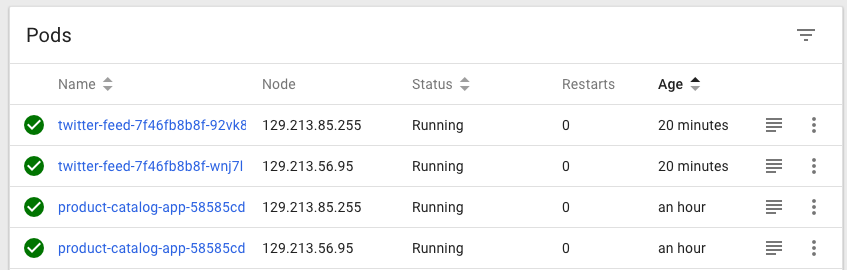 Pods
Name Node Status Restarts Age
twitter-feed-7f46fb8b8f-92vk8 129.213.85.255 Running 0 20 minutes
twitter-feed-7f46fb8b8f-wnj7l 129.213.56.95 Running 0 20 minutes
product-catalog-app-58585cd 129.213.85.255 Running 0 an hour
product-catalog-app-58585cd 129.213.56.95 Running 0 an hour